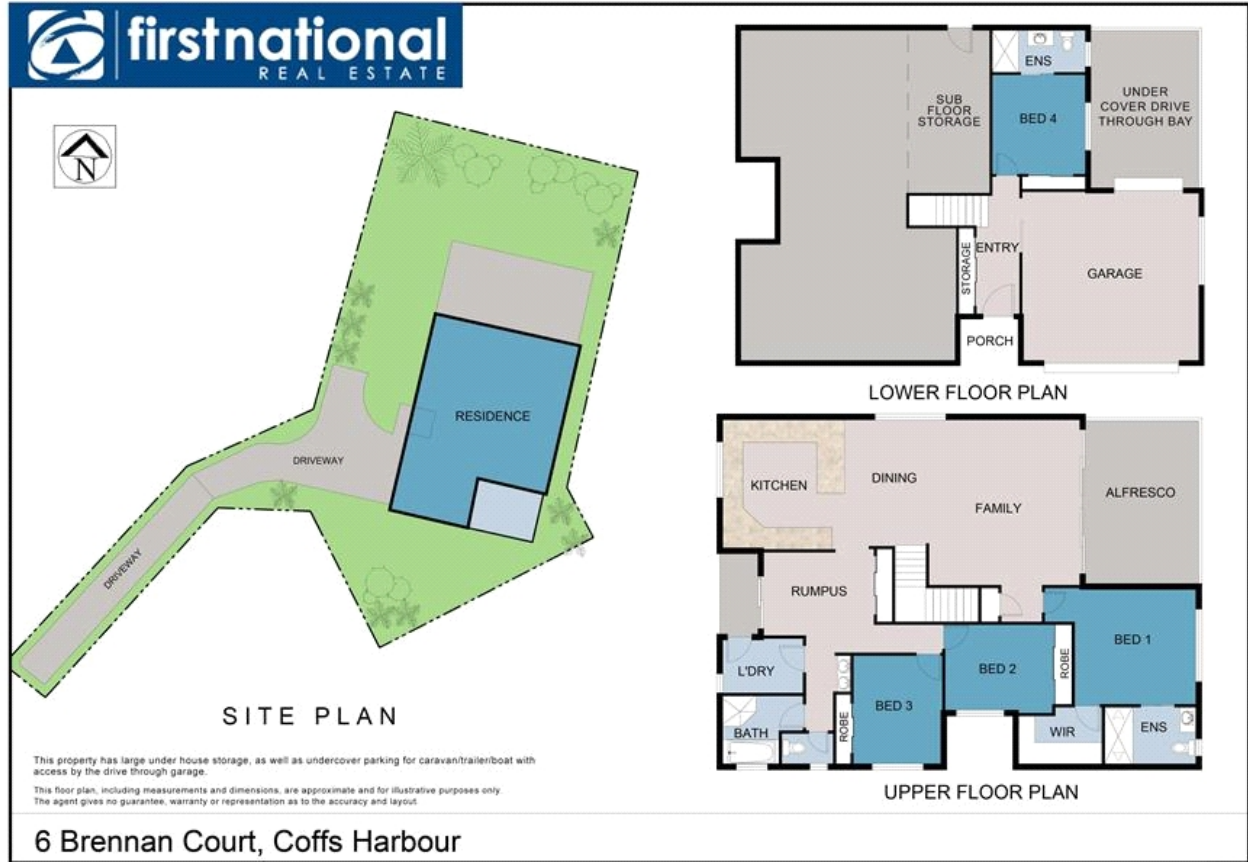 firstnational
REAL ESTATE
N
RESIDENCE
DRIVEWAY
DRIVEWAY
SITE PLAN
This property has large under house storage, as well as undercover parking for caravan/trailer/boat with
access by the drive through garage.
This floor plan, including measurements and dimensions, are approximate and for illustrative purposes only.
The agent gives no guarantee, warranty or representation as to the accuracy and layout.
ENS
SUB
FLOOR
STORAGE
BED 4
UNDER
COVER DRIVE
THROUGH BAY
STORAGE
ENTRY
GARAGE
PORCH
LOWER FLOOR PLAN
KITCHEN
DINING
FAMILY
ALFRESCO
RUMPUS
L'DRY
BED 3
BED 2
ROBE
BED 1
BATH
ROBE
WIR
ENS
UPPER FLOOR PLAN
6 Brennan Court, Coffs Harbour